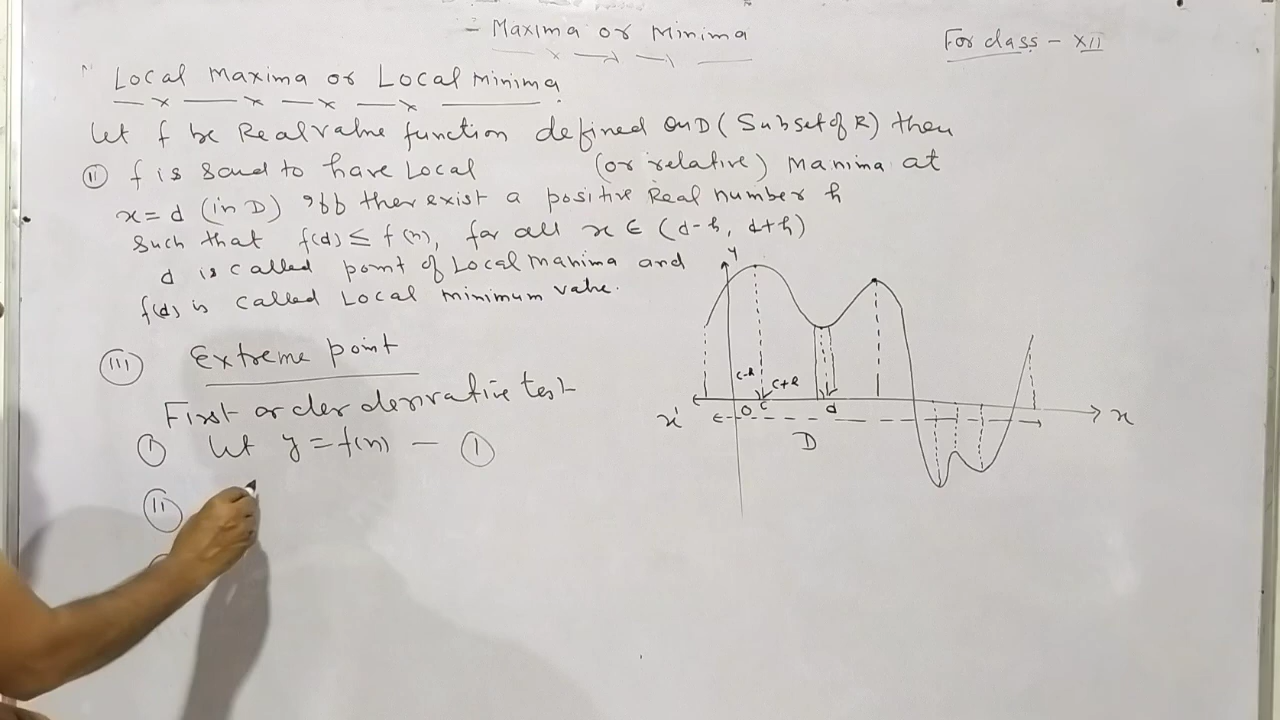 - Maxima or Minima
For class - XII
Local Maxima or Local Minima
Let f be Real value function defined on D (Subset of R) then
(ii) f is said to have Local (or relative) Minima at
x = d (in D) iff ther exist a positive Real number h
Such that f(d) ≤ f(x), for all x ∈ (d-h, d+h)
d is called point of Local Minima and
f(d) is called Local minimum value.
(III) Extreme point
First order derivative test
(I) Let y = f(x) - (1)
(II)
y
c-h
c+h
x' O c d x
D